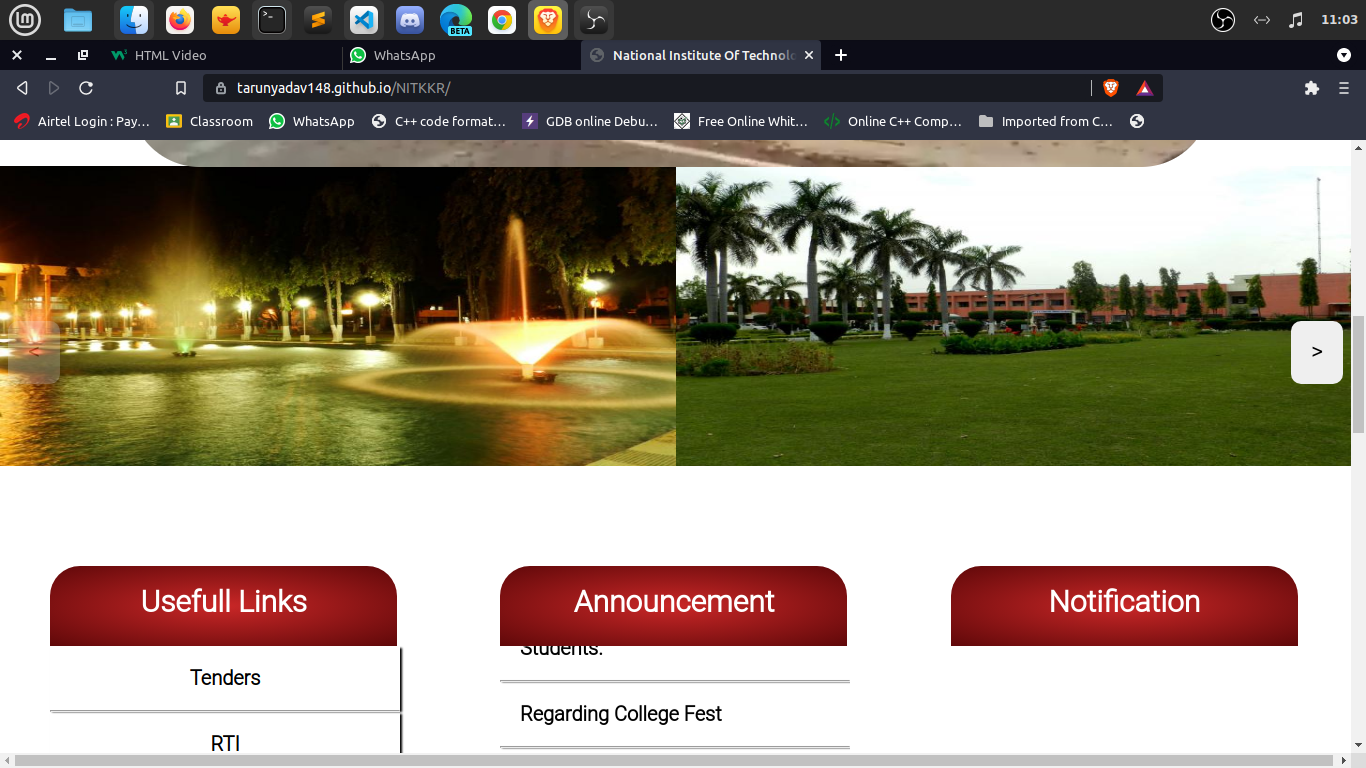 >_
BETA
11:03
HTML Video
WhatsApp
National Institute Of Technolo
tarunyadav148.github.io/NITKKR/
Airtel Login : Pay...
Classroom
WhatsApp
C++ code format...
GDB online Debu...
Free Online Whit...
Online C++ Comp...
Imported from C...
<
>
Usefull Links
Announcement
Notification
Students.
Tenders
Regarding College Fest
RTI